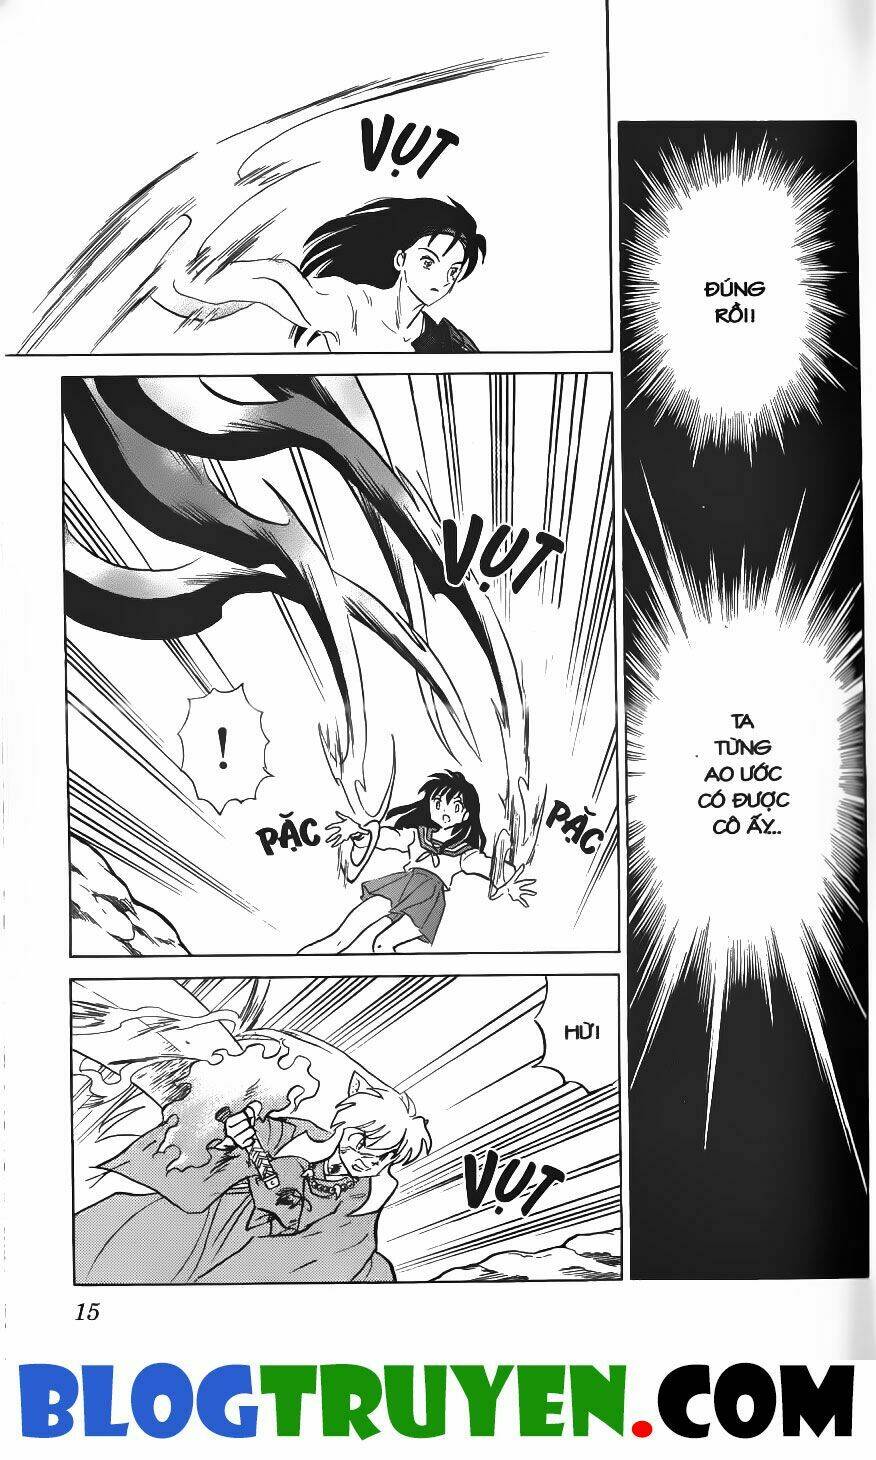 ĐÚNG
RỒI!
TA
TỪNG
AO ƯỚC
CÓ ĐƯỢC
CÔ ẤY...
VỤT
VỤT
!
PẶC
PẶC
HỪ!
VỤT
15
BLOGTRUYEN.COM